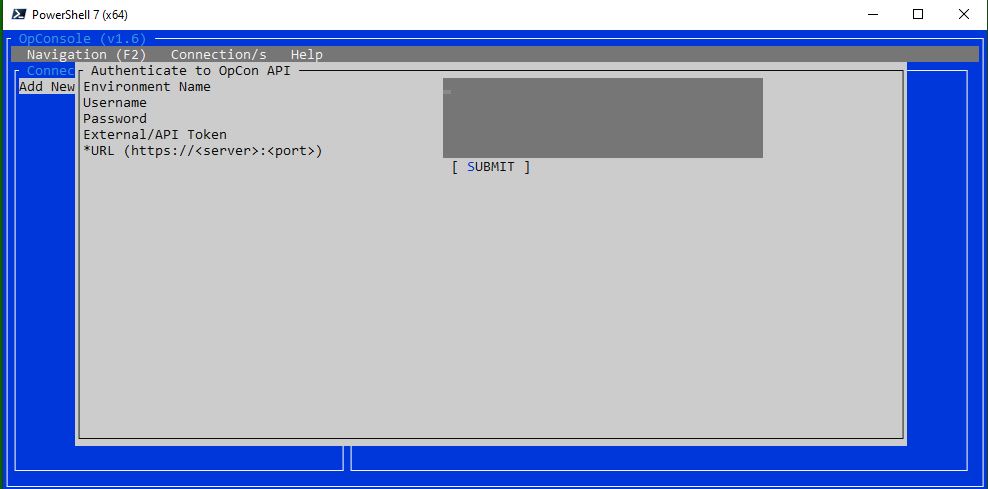 PowerShell 7 (x64)
OpConsole (v1.6)
Navigation (F2) Connection/s Help
Connec
Authenticate to OpCon API
Add New
Environment Name
Username
Password
External/API Token
*URL (https://<server>:<port>)
[ SUBMIT ]